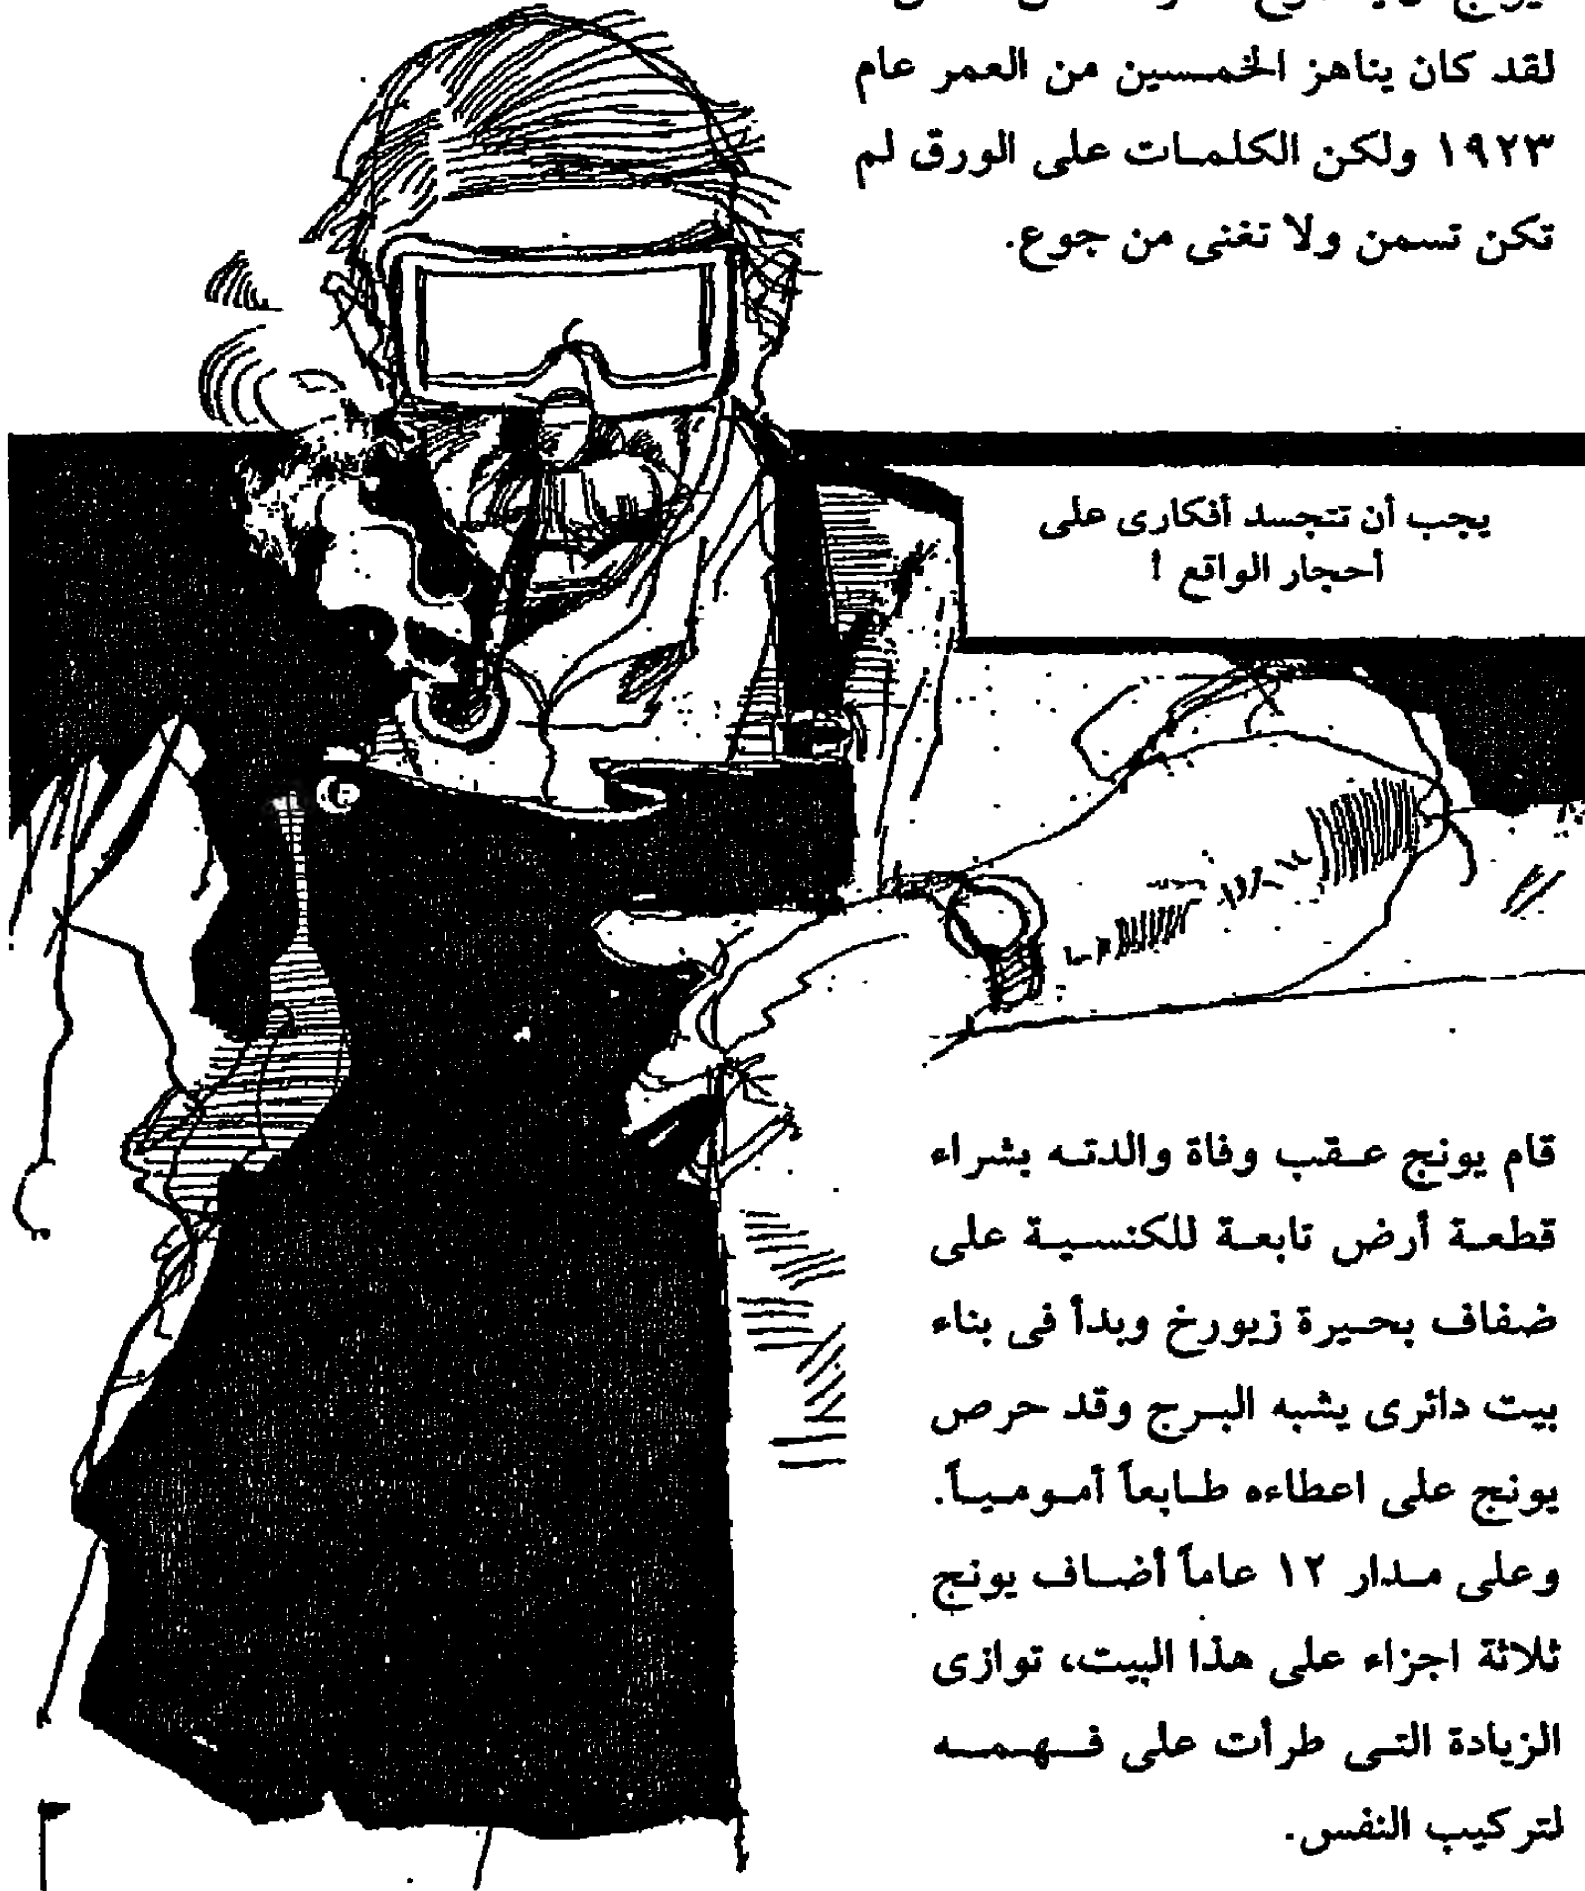 لقد كان يناهز الخمسين من العمر عام
١٩٢٣ ولكن الكلمات على الورق لم
تكن تسمن ولا تغنى من جوع.
يجب أن تتجسد أفكارى على
أحجار الواقع !
قام يونج عقب وفاة والدته بشراء
قطعة أرض تابعة للكنسية على
ضفاف بحيرة زيورخ وبدأ فى بناء
بيت دائرى يشبه البرج وقد حرص
يونج على اعطاءه طابعاً أمومياً.
وعلى مدار ١٢ عاماً أضاف يونج
ثلاثة اجزاء على هذا البيت، توازى
الزيادة التى طرأت على فهمه
لتركيب النفس.